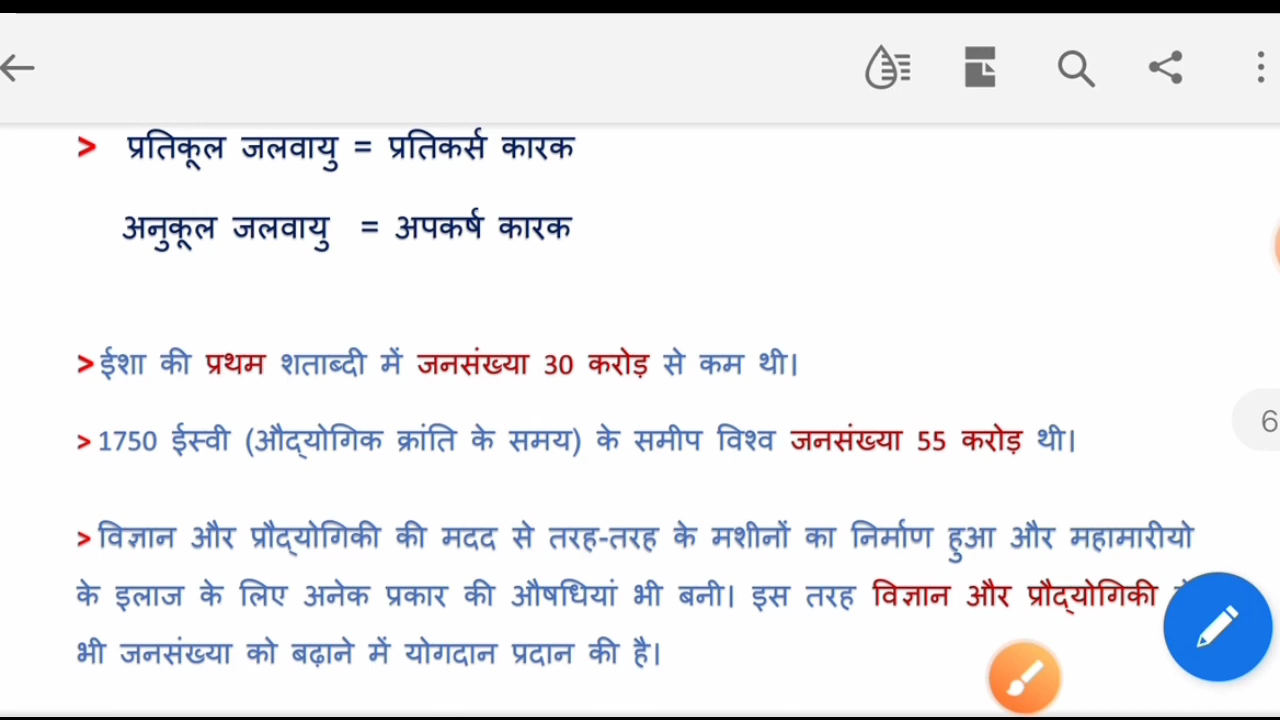 > प्रतिकूल जलवायु = प्रतिकर्स कारक
अनुकूल जलवायु = अपकर्ष कारक
> ईशा की प्रथम शताब्दी में जनसंख्या 30 करोड़ से कम थी।
> 1750 ईस्वी (औद्योगिक क्रांति के समय) के समीप विश्व जनसंख्या 55 करोड़ थी।
6
> विज्ञान और प्रौद्योगिकी की मदद से तरह-तरह के मशीनों का निर्माण हुआ और महामारीयो
के इलाज के लिए अनेक प्रकार की औषधियां भी बनी। इस तरह विज्ञान और प्रौद्योगिकी
भी जनसंख्या को बढ़ाने में योगदान प्रदान की है।